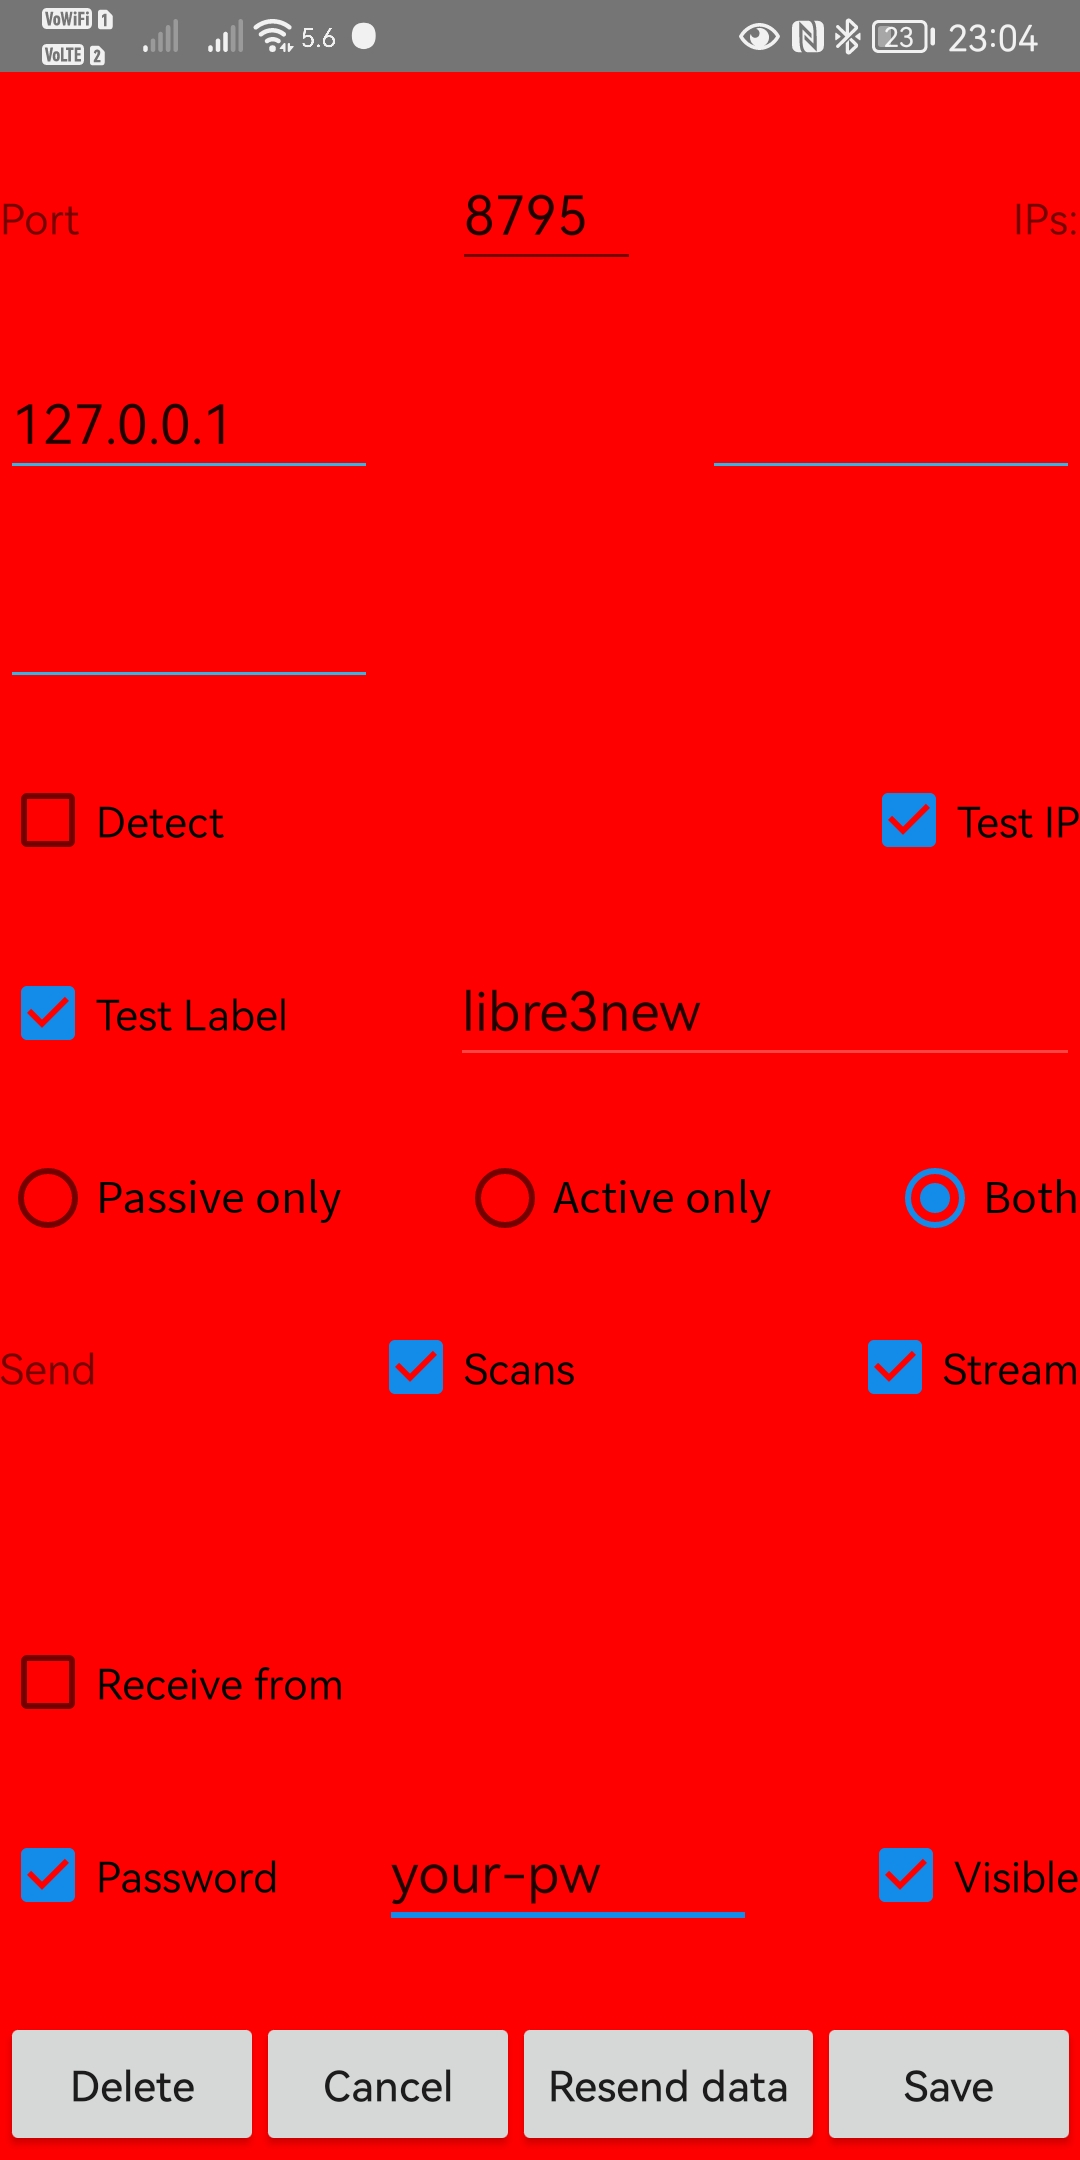 VoWiFi 1
VoLTE 2
5.6
23
23:04
Port 8795 IPs:
127.0.0.1
Detect Test IP
Test Label libre3new
Passive only Active only Both
Send Scans Stream
Receive from
Password your-pw Visible
Delete Cancel Resend data Save